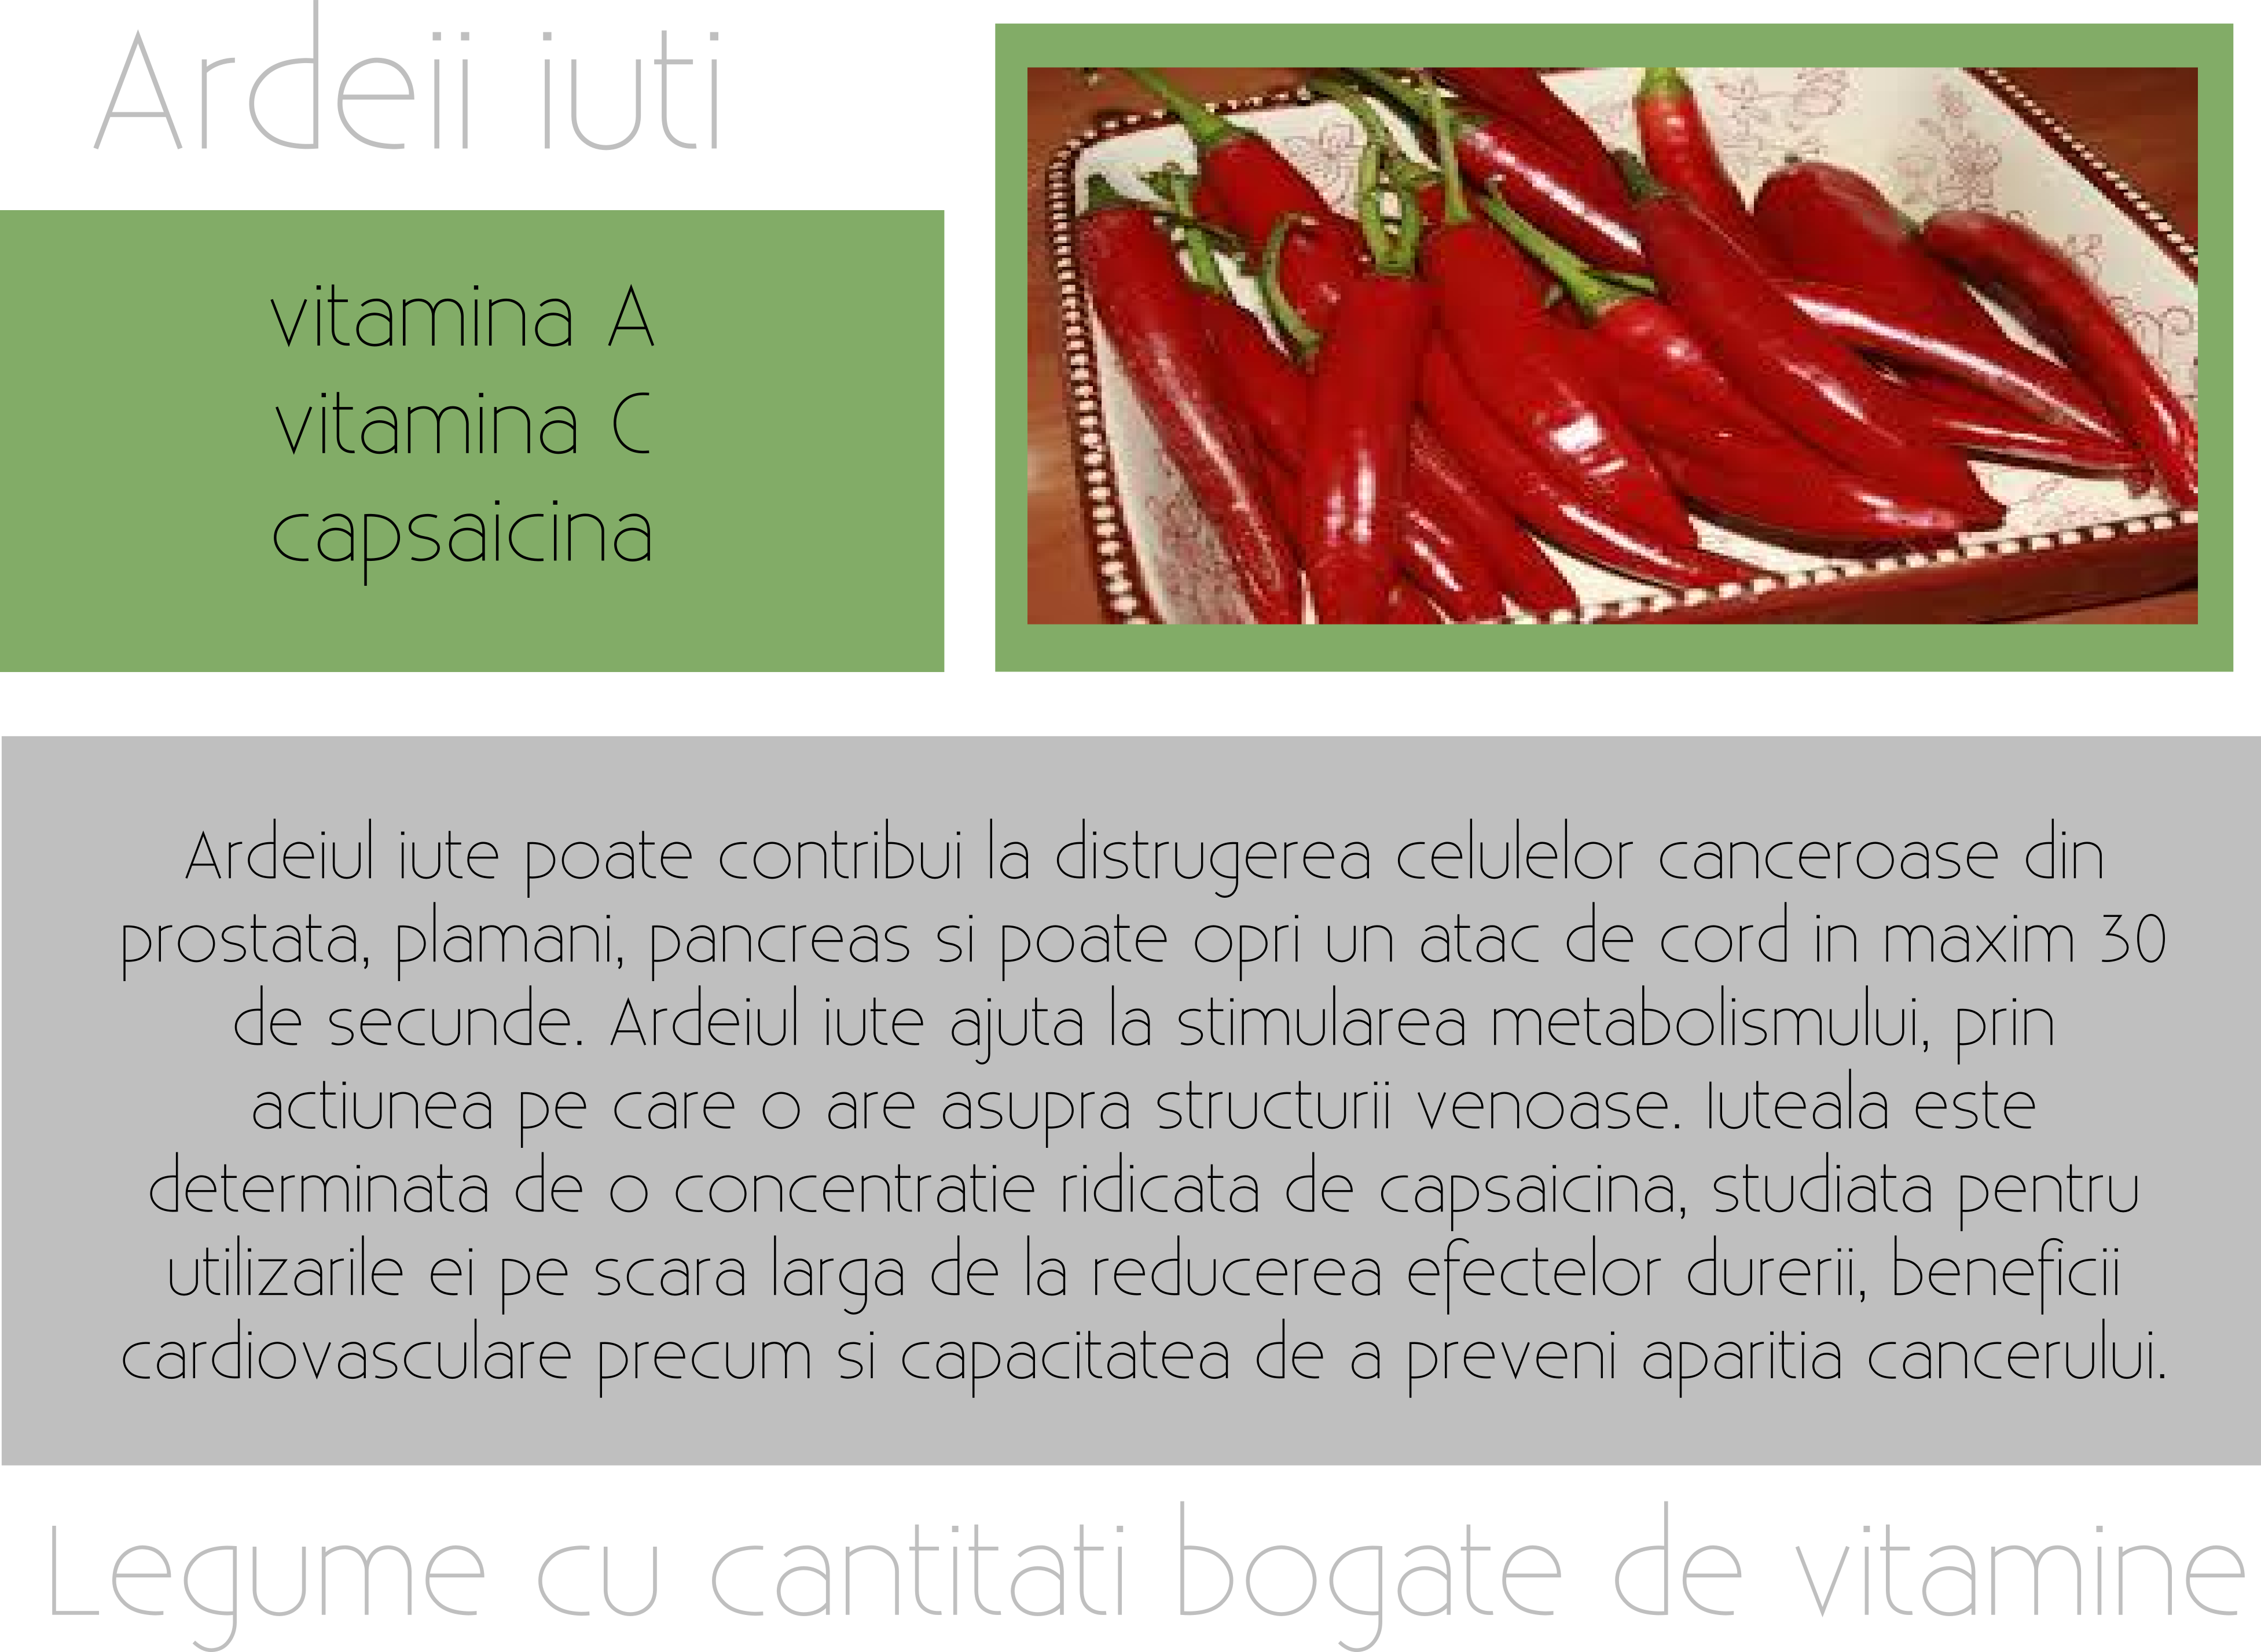 Ardeii iuti
vitamina A
vitamina C
capsaicina
Ardeiul iute poate contribui la distrugerea celulelor canceroase din
prostata, plamani, pancreas si poate opri un atac de cord in maxim 30
de secunde. Ardeiul iute ajuta la stimularea metabolismului, prin
actiunea pe care o are asupra structurii venoase. Iuteala este
determinata de o concentratie ridicata de capsaicina, studiata pentru
utilizarile ei pe scara larga de la reducerea efectelor durerii, beneficii
cardiovasculare precum si capacitatea de a preveni aparitia cancerului.
Legume cu cantitati bogate de vitamine